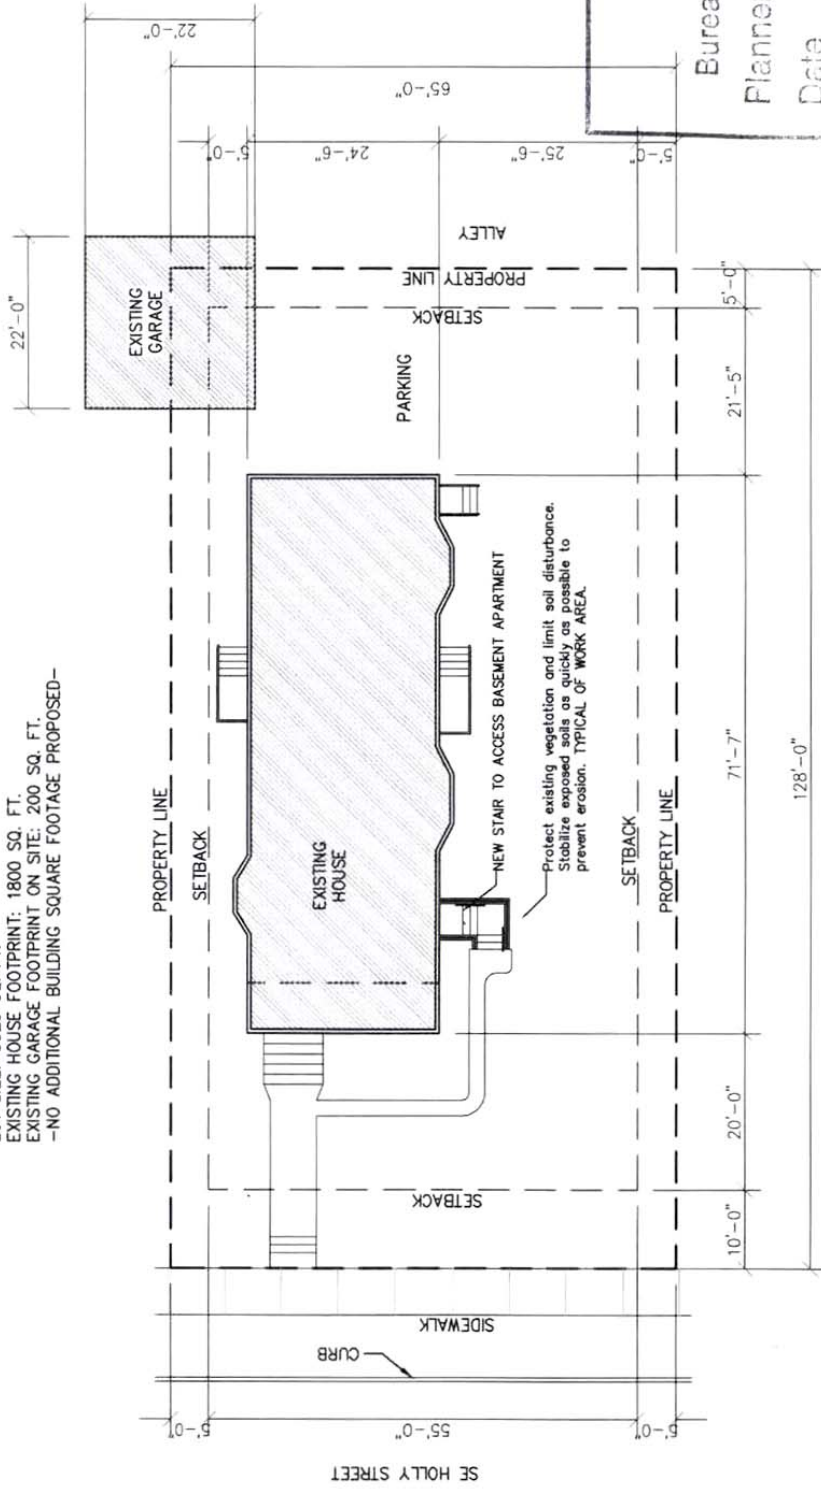 EXISTING HOUSE FOOTPRINT: 1800 SQ. FT.
EXISTING GARAGE FOOTPRINT ON SITE: 200 SQ. FT.
-NO ADDITIONAL BUILDING SQUARE FOOTAGE PROPOSED-
22'-0"
22'-0"
65'-0"
5'-0"
24'-6"
25'-6"
5'-0"
Burea
Planne
Date
EXISTING
GARAGE
ALLEY
PROPERTY LINE
SETBACK
PARKING
PROPERTY LINE
SETBACK
EXISTING
HOUSE
NEW STAIR TO ACCESS BASEMENT APARTMENT
Protect existing vegetation and limit soil disturbance.
Stabilize exposed soils as quickly as possible to
prevent erosion. TYPICAL OF WORK AREA.
SETBACK
PROPERTY LINE
5'-0"
21'-5"
71'-7"
20'-0"
10'-0"
128'-0"
SETBACK
SIDEWALK
CURB
5'-0"
55'-0"
5'-0"
SE HOLLY STREET